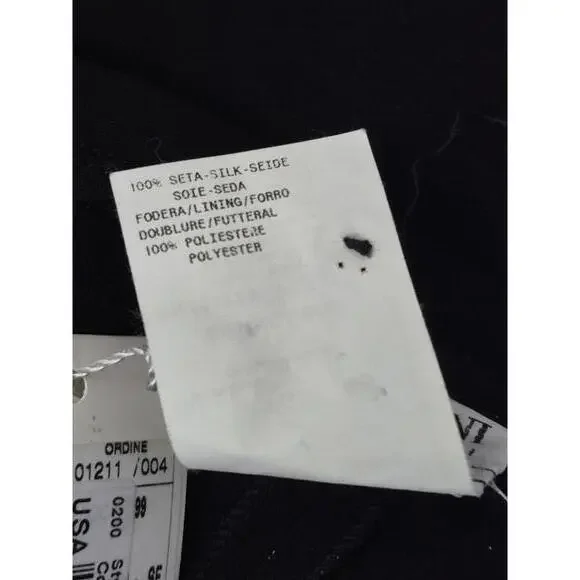 100% SETA-SILK-SEIDE
SOIE-SEDA
FODERA/LINING/FORRO
DOUBLURE/FUTTERAL
100% POLIESTERE
POLYESTER
ORDINE
01211 /004
0200
99
USA